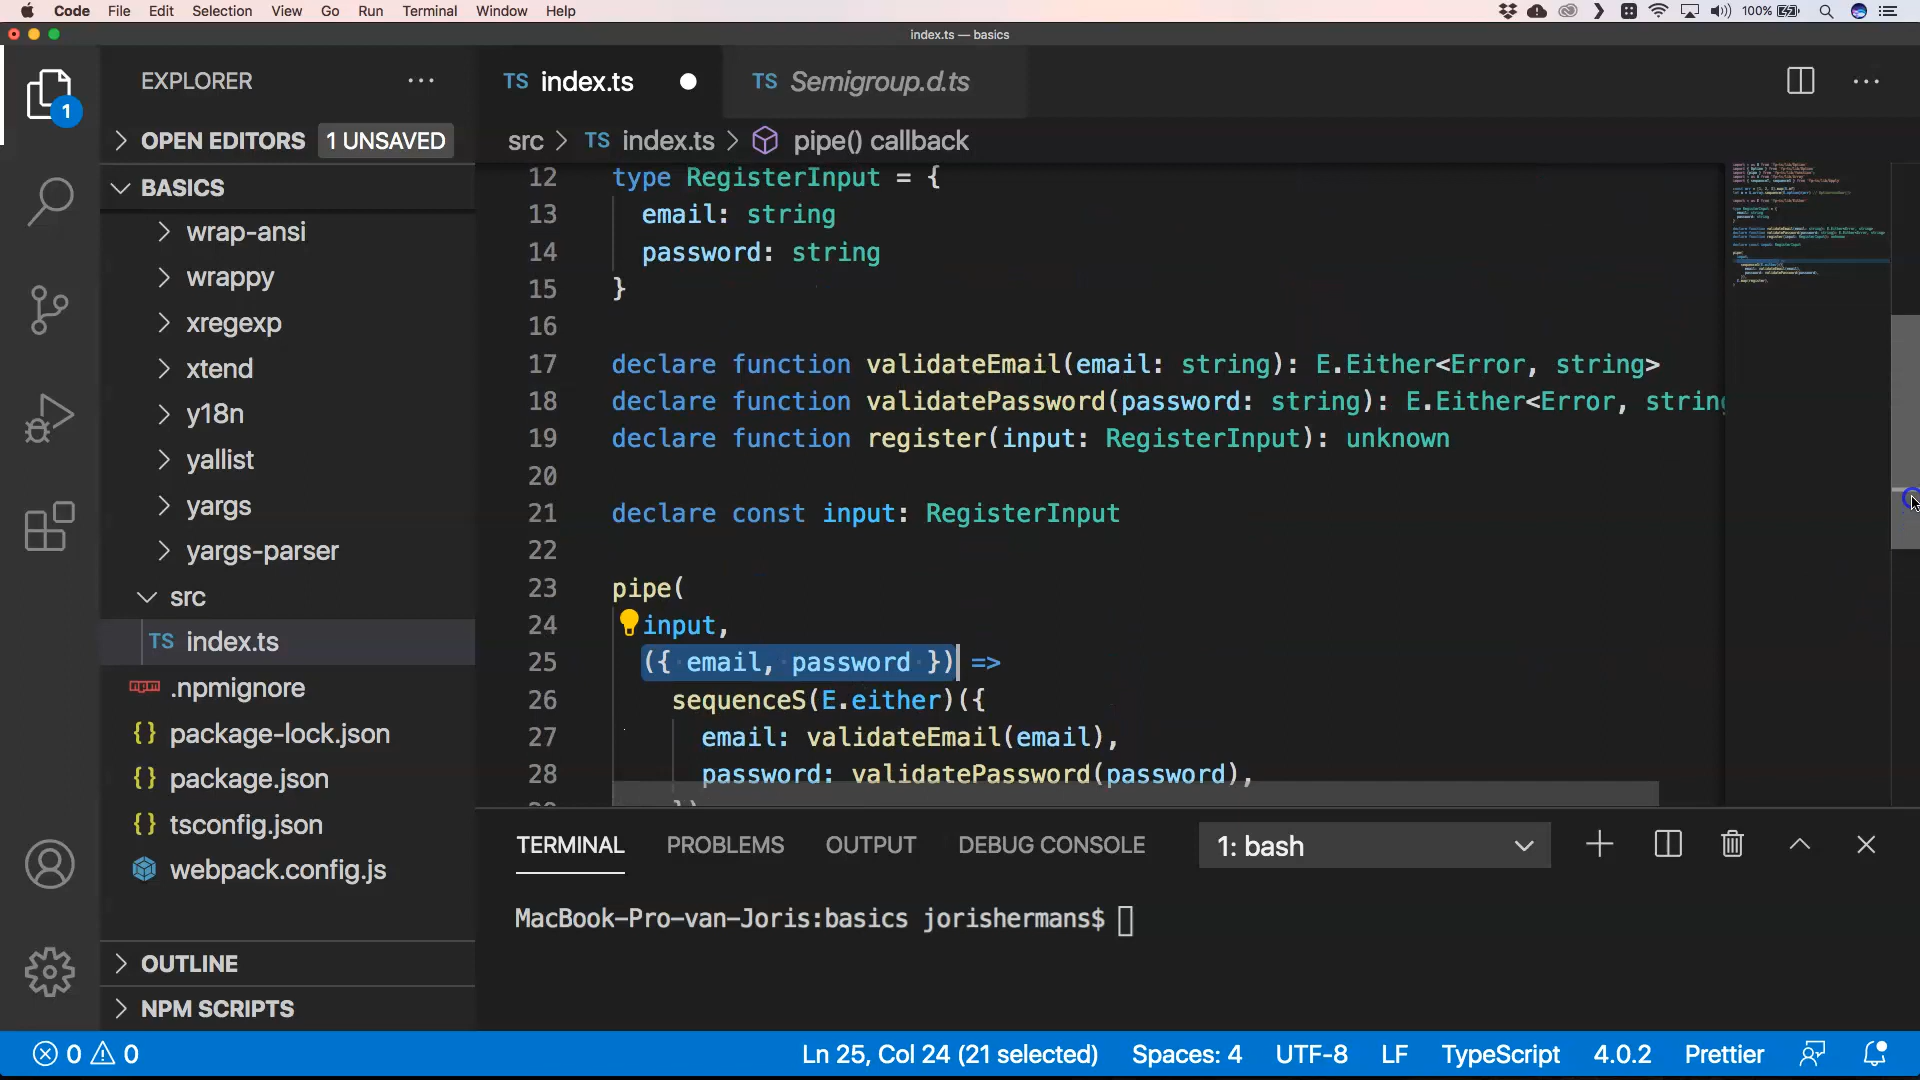 Code File Edit Selection View Go Run Terminal Window Help
100%
index.ts — basics
EXPLORER
OPEN EDITORS 1 UNSAVED
BASICS
wrap-ansi
wrappy
xregexp
xtend
y18n
yallist
yargs
yargs-parser
src
TS index.ts
.npmignore
{} package-lock.json
{} package.json
{} tsconfig.json
webpack.config.js
OUTLINE
NPM SCRIPTS
1
TS index.ts
TS Semigroup.d.ts
src > TS index.ts > pipe() callback
12 type RegisterInput = {
13 email: string
14 password: string
15 }
16
17 declare function validateEmail(email: string): E.Either<Error, string>
18 declare function validatePassword(password: string): E.Either<Error, string
19 declare function register(input: RegisterInput): unknown
20
21 declare const input: RegisterInput
22
23 pipe(
24 input,
25 ({ email, password }) =>
26 sequenceS(E.either)({
27 email: validateEmail(email),
28 password: validatePassword(password),
TERMINAL PROBLEMS OUTPUT DEBUG CONSOLE 1: bash
MacBook-Pro-van-Joris:basics jorishermans$
0 0 Ln 25, Col 24 (21 selected) Spaces: 4 UTF-8 LF TypeScript 4.0.2 Prettier